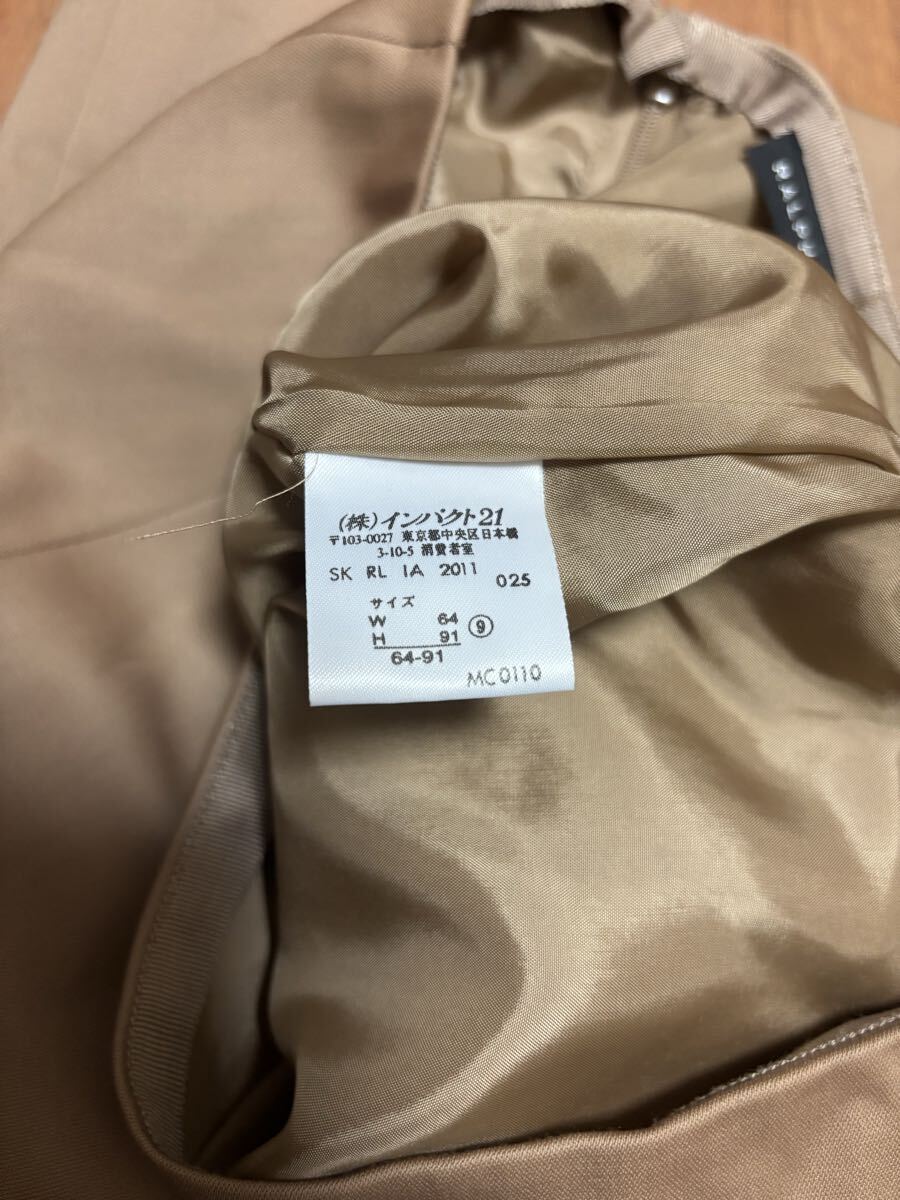 RALPH
(株)インパクト21
〒103-0027 東京都中央区日本橋
3-10-5 消費者室
SK RL IA 2011
025
サイズ
W 64
H 91 ⑨
64-91
MC0110